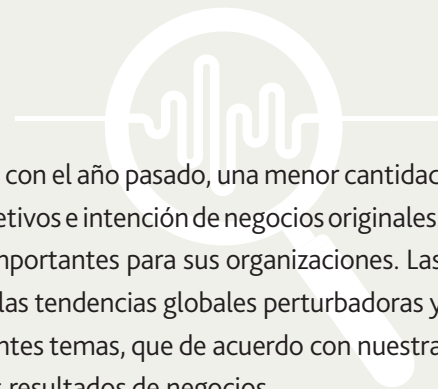 con el año pasado, una menor cantidad
etivos e intención de negocios originales
mportantes para sus organizaciones. Las
las tendencias globales perturbadoras y
ntes temas, que de acuerdo con nuestra
resultados de negocios